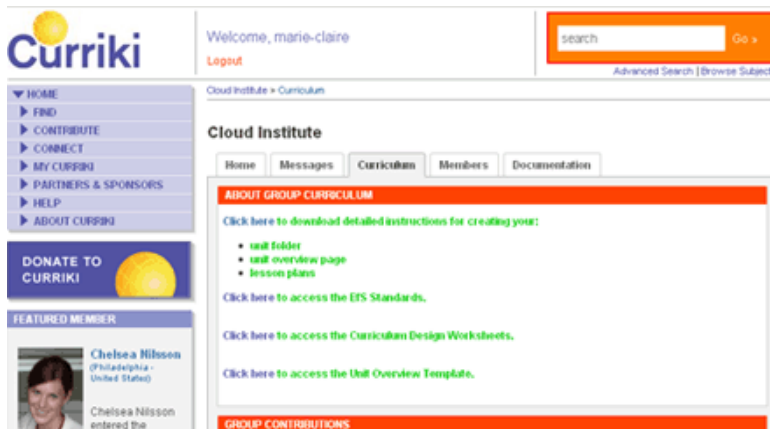 Curriki
Welcome, marie-claire
Logout
search
Go »
Advanced Search | Browse Subject
HOME
FIND
CONTRIBUTE
CONNECT
MY CURRIKI
PARTNERS & SPONSORS
HELP
ABOUT CURRIKI
DONATE TO
CURRIKI
FEATURED MEMBER
Chelsea Nilsson
(Philadelphia -
United States)
Chelsea Nilsson
entered the
Cloud Institute » Curriculum
Cloud Institute
Home Messages Curriculum Members Documentation
ABOUT GROUP CURRICULUM
Click here to download detailed instructions for creating your:
unit folder
unit overview page
lesson plans
Click here to access the EfS Standards.
Click here to access the Curriculum Design Worksheets.
Click here to access the Unit Overview Template.
GROUP CONTRIBUTIONS